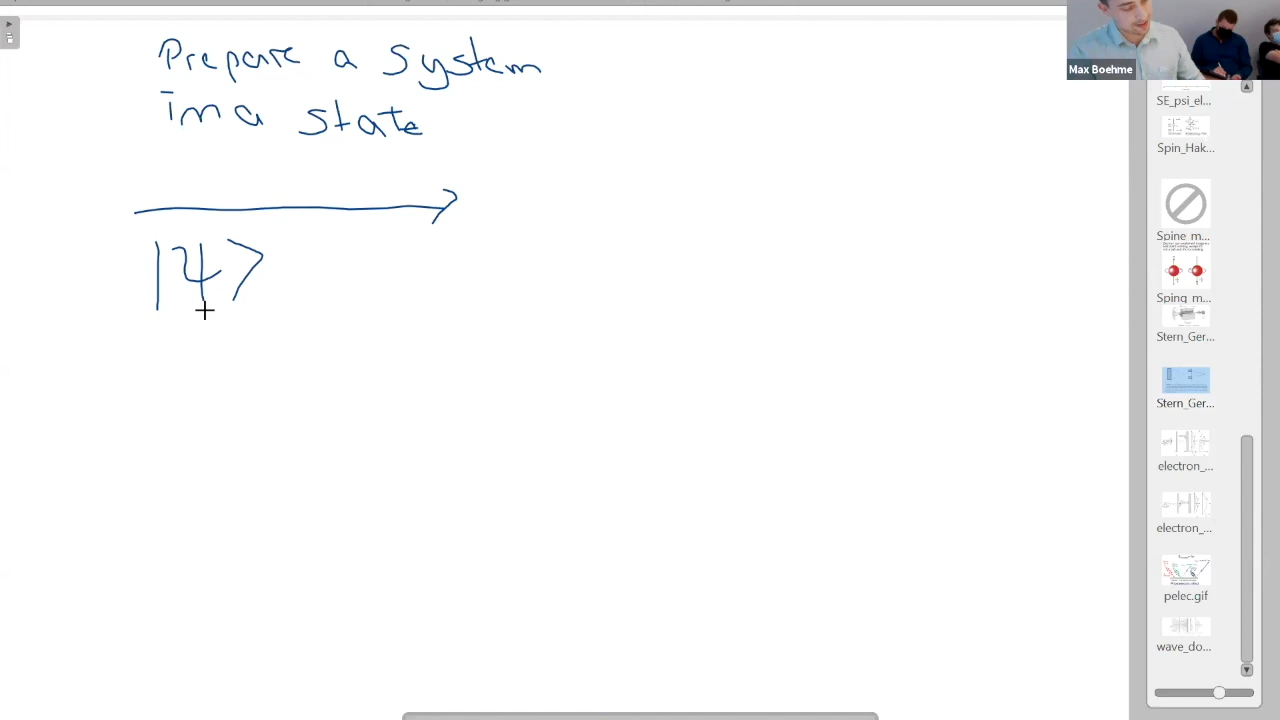 Prepare a system
in a state
|ψ>
Max Boehme
SE_psi_el...
Spin_Hak...
Spine_m...
Sping_m...
Stern_Ger...
Stern_Ger...
electron_...
electron_...
pelec.gif
wave_do...